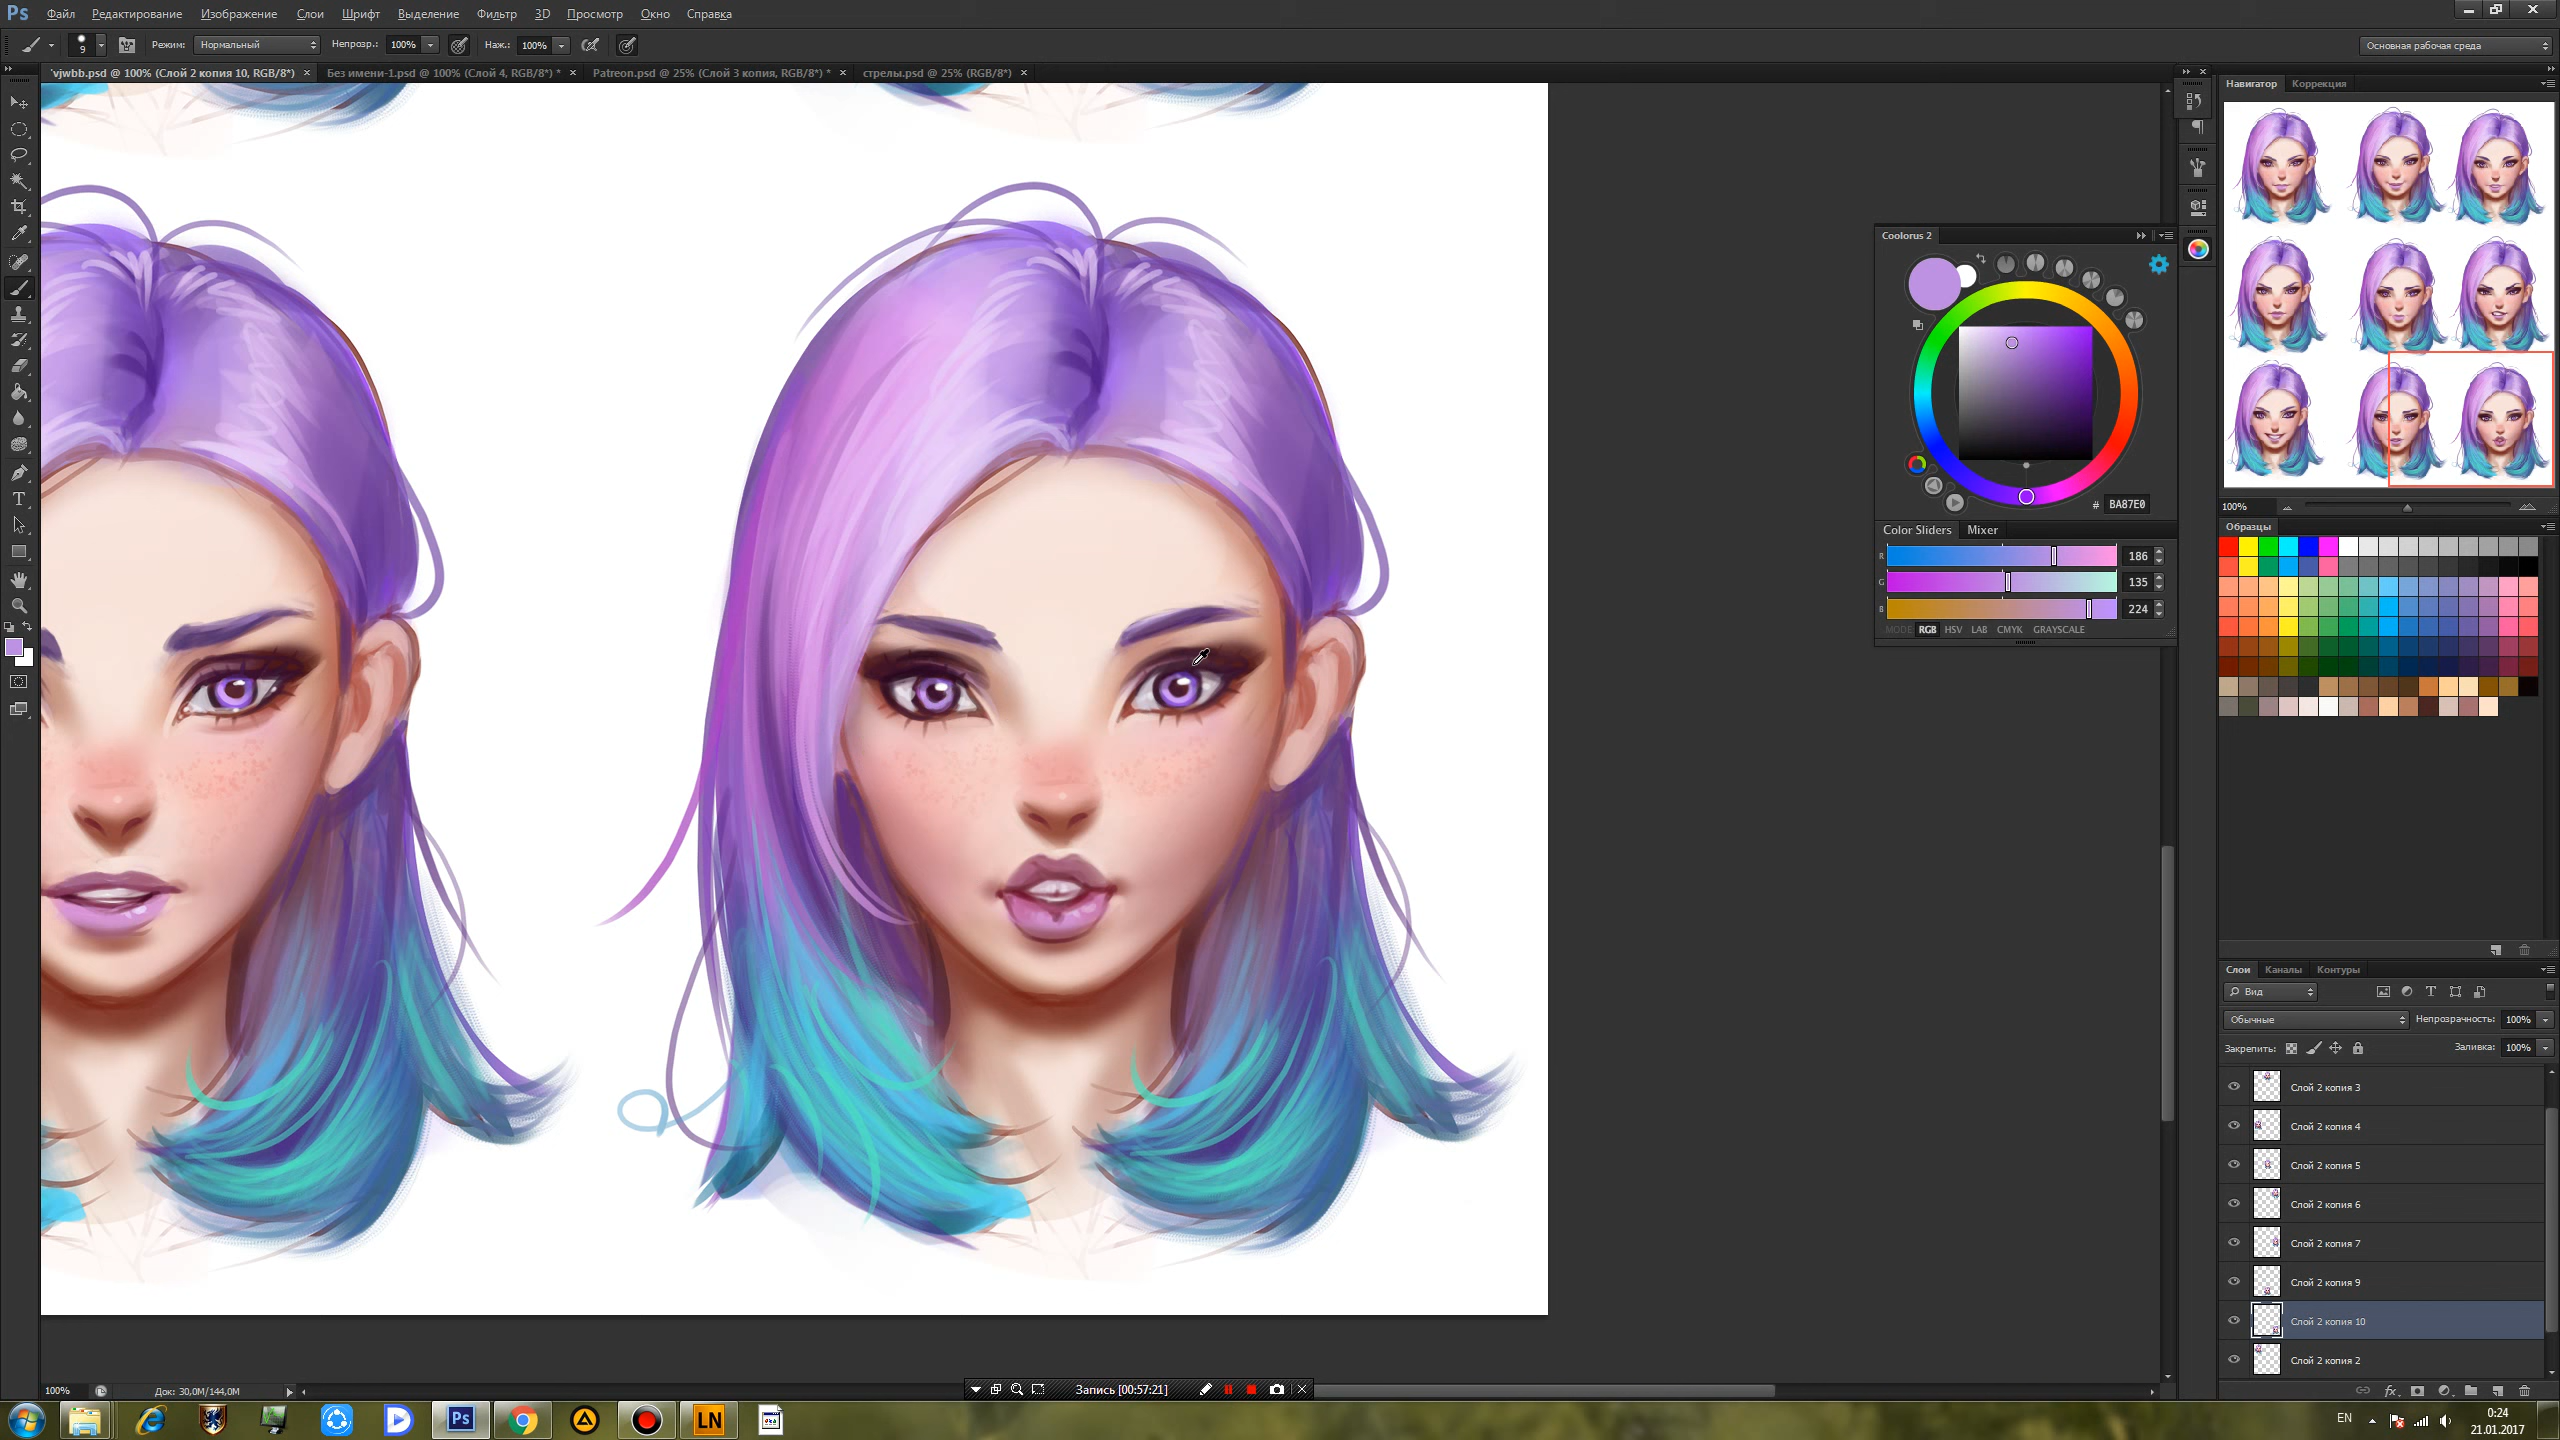 Ps Файл Редактирование Изображение Слои Шрифт Выделение Фильтр 3D Просмотр Окно Справка
9 Режим: Нормальный Непрозр.: 100% Наж.: 100% Основная рабочая среда
vjwbb.psd @ 100% (Слой 2 копия 10, RGB/8*) * Без имени-1.psd @ 100% (Слой 4, RGB/8*) * Patreon.psd @ 25% (Слой 3 копия, RGB/8*) * стрелы.psd @ 25% (RGB/8*)
Навигатор Коррекция
Coolorus 2
# BA87E0
Color Sliders Mixer
R 186
G 135
B 224
MODE RGB HSV LAB CMYK GRAYSCALE
100%
Образцы
Слои Каналы Контуры
Вид
Обычные Непрозрачность: 100%
Закрепить: Заливка: 100%
Слой 2 копия 3
Слой 2 копия 4
Слой 2 копия 5
Слой 2 копия 6
Слой 2 копия 7
Слой 2 копия 9
Слой 2 копия 10
Слой 2 копия 2
fx
100% Док: 30,0M/144,0M
Запись [00:57:21]
Ps LN EN 0:24
21.01.2017